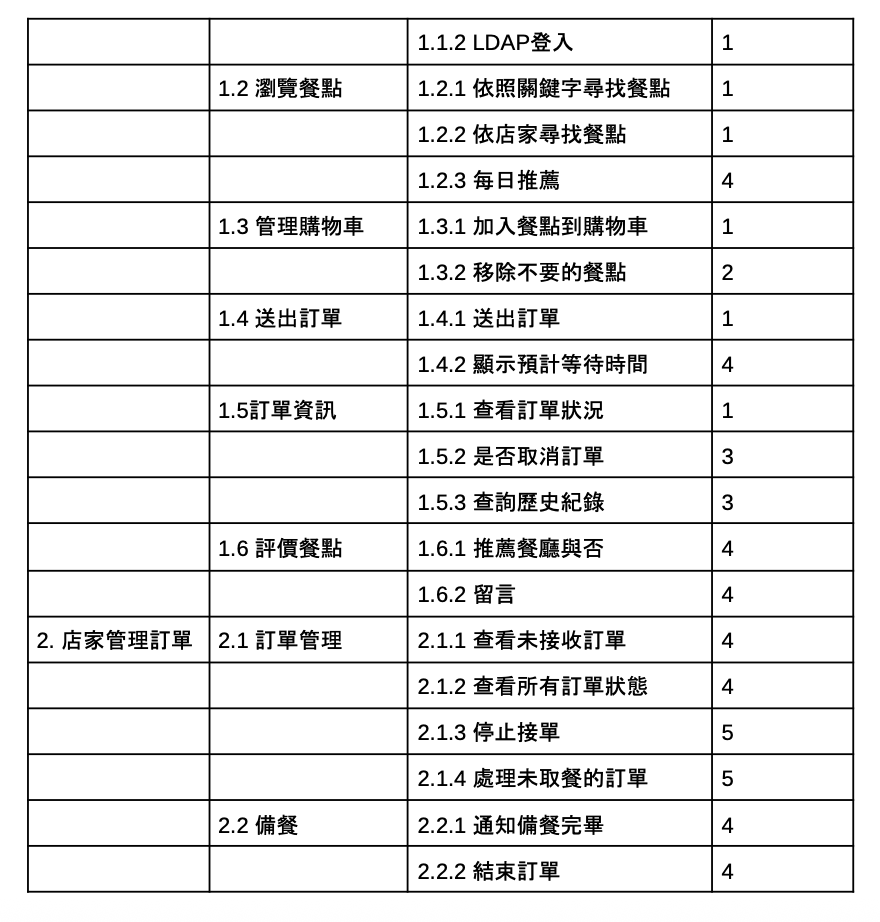 1.1.2 LDAP登入 1
1.2 瀏覽餐點 1.2.1 依照關鍵字尋找餐點 1
1.2.2 依店家尋找餐點 1
1.2.3 每日推薦 4
1.3 管理購物車 1.3.1 加入餐點到購物車 1
1.3.2 移除不要的餐點 2
1.4 送出訂單 1.4.1 送出訂單 1
1.4.2 顯示預計等待時間 4
1.5訂單資訊 1.5.1 查看訂單狀況 1
1.5.2 是否取消訂單 3
1.5.3 查詢歷史紀錄 3
1.6 評價餐點 1.6.1 推薦餐廳與否 4
1.6.2 留言 4
2. 店家管理訂單 2.1 訂單管理 2.1.1 查看未接收訂單 4
2.1.2 查看所有訂單狀態 4
2.1.3 停止接單 5
2.1.4 處理未取餐的訂單 5
2.2 備餐 2.2.1 通知備餐完畢 4
2.2.2 結束訂單 4